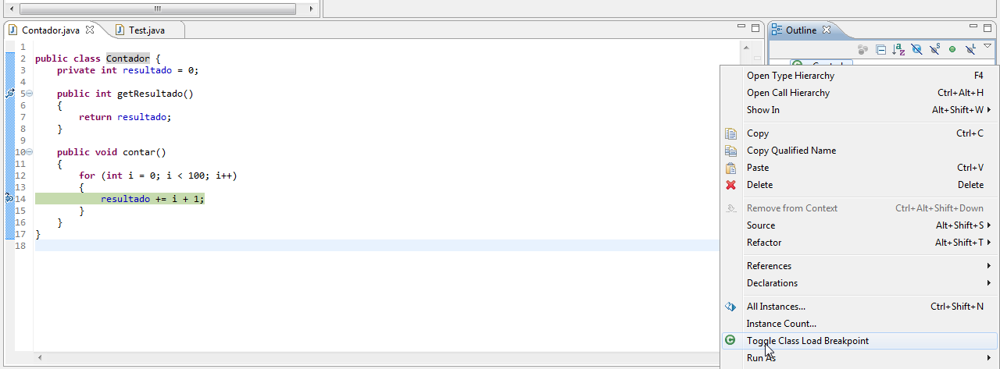 Contador.java
Test.java
Outline
1
2 public class Contador {
3 private int resultado = 0;
4
5 public int getResultado()
6 {
7 return resultado;
8 }
9
10 public void contar()
11 {
12 for (int i = 0; i < 100; i++)
13 {
14 resultado += i + 1;
15 }
16 }
17 }
18
Open Type Hierarchy F4
Open Call Hierarchy Ctrl+Alt+H
Show In Alt+Shift+W
Copy Ctrl+C
Copy Qualified Name
Paste Ctrl+V
Delete Delete
Remove from Context Ctrl+Alt+Shift+Down
Source Alt+Shift+S
Refactor Alt+Shift+T
References
Declarations
All Instances... Ctrl+Shift+N
Instance Count...
Toggle Class Load Breakpoint
Run As